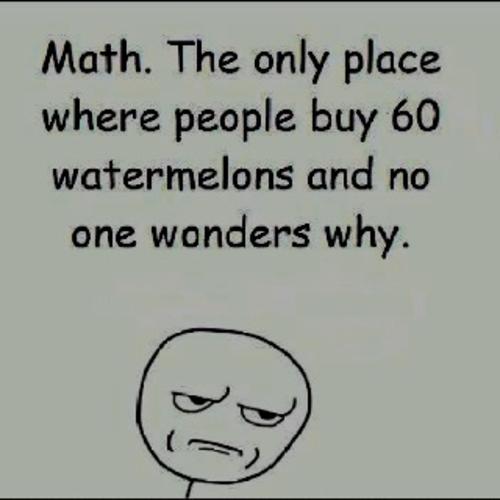 Math. The only place
where people buy 60
watermelons and no
one wonders why.